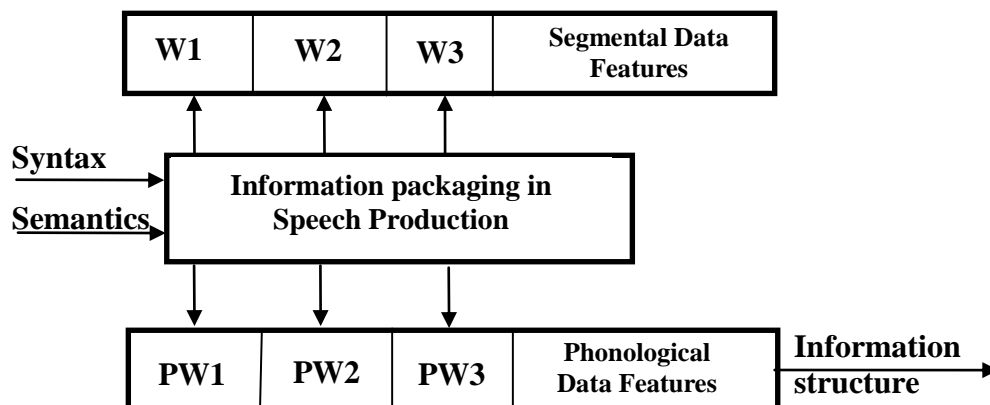 W1 W2 W3 Segmental Data
Features
Syntax
Semantics
Information packaging in
Speech Production
PW1 PW2 PW3 Phonological
Data Features
Information
structure